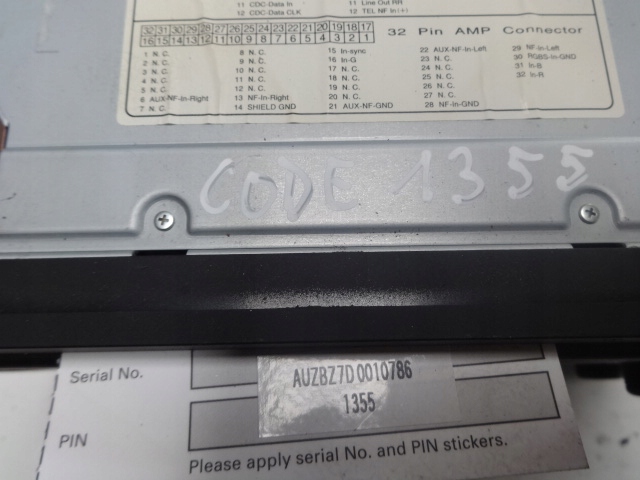 11 CDC-Data In 11 Line Out RR
12 CDC-Data CLK 12 TEL NF In(+)
32 31 30 29 28 27 26 25 24 23 22 21 20 19 18 17
16 15 14 13 12 11 10 9 8 7 6 5 4 3 2 1
32 Pin AMP Connector
1 N.C. 8 N.C. 15 In-sync 22 AUX-NF-In-Left 29 NF-In-Left
2 N.C. 9 N.C. 16 In-G 23 N.C. 30 RGBS-In-GND
3 N.C. 10 N.C. 17 N.C. 24 N.C. 31 In-B
4 N.C. 11 N.C. 18 N.C. 25 N.C. 32 In-R
5 N.C. 12 N.C. 19 N.C. 26 N.C.
6 AUX-NF-In-Right 13 NF-In-Right 20 N.C. 27 N.C.
7 N.C. 14 SHIELD GND 21 AUX-NF-GND 28 NF-In-GND
CODE 1355
Serial No. AUZBZ7D0010786
1355
PIN
Please apply serial No. and PIN stickers.